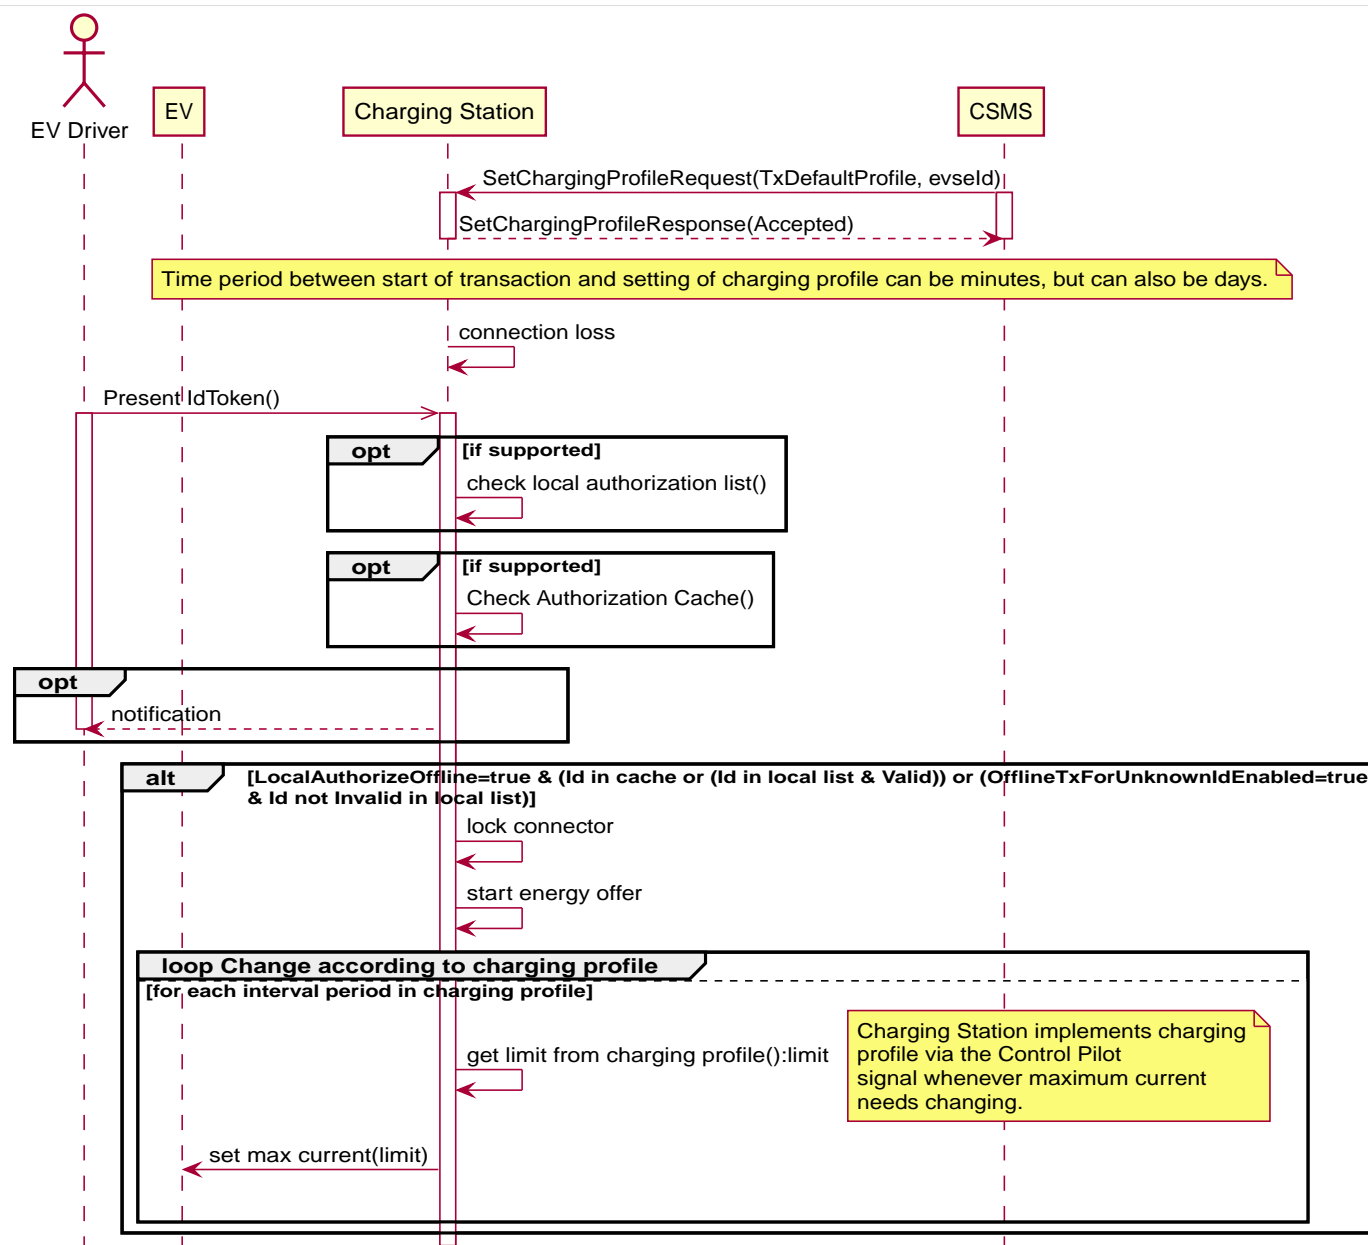 EV Driver
EV
Charging Station
CSMS
SetChargingProfileRequest(TxDefaultProfile, evseId)
SetChargingProfileResponse(Accepted)
Time period between start of transaction and setting of charging profile can be minutes, but can also be days.
connection loss
Present IdToken()
opt
[if supported]
check local authorization list()
opt
[if supported]
Check Authorization Cache()
opt
notification
alt
[LocalAuthorizeOffline=true & (Id in cache or (Id in local list & Valid)) or (OfflineTxForUnknownIdEnabled=true
& Id not Invalid in local list)]
lock connector
start energy offer
loop Change according to charging profile
[for each interval period in charging profile]
get limit from charging profile():limit
Charging Station implements charging
profile via the Control Pilot
signal whenever maximum current
needs changing.
set max current(limit)